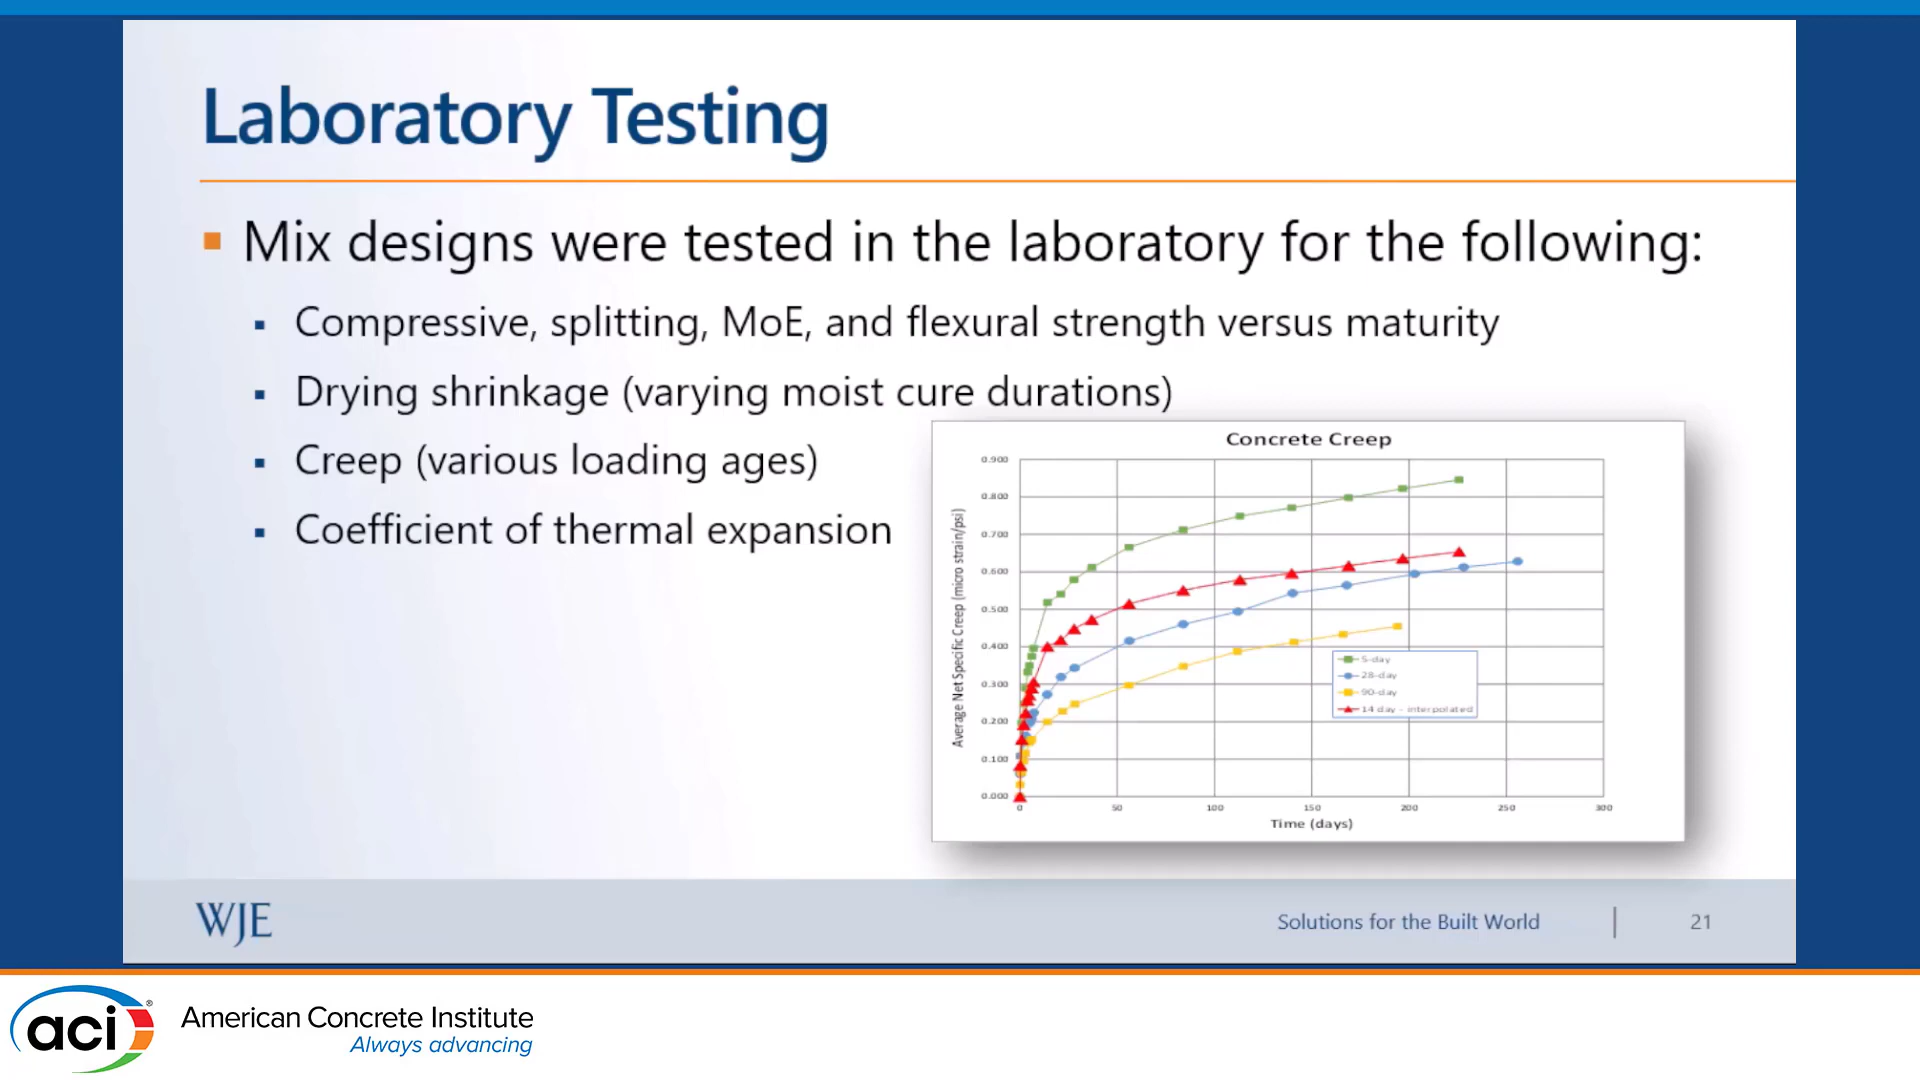 Laboratory Testing
▪ Mix designs were tested in the laboratory for the following:
▪ Compressive, splitting, MoE, and flexural strength versus maturity
▪ Drying shrinkage (varying moist cure durations)
▪ Creep (various loading ages)
▪ Coefficient of thermal expansion
Concrete Creep
Average Net Specific Creep (micro strain/psi)
0.900
0.800
0.700
0.600
0.500
0.400
0.300
0.200
0.100
0.000
5-day
28-day
90-day
14 day - interpolated
0 50 100 150 200 250 300
Time (days)
WJE
Solutions for the Built World | 21
aci®
American Concrete Institute
Always advancing